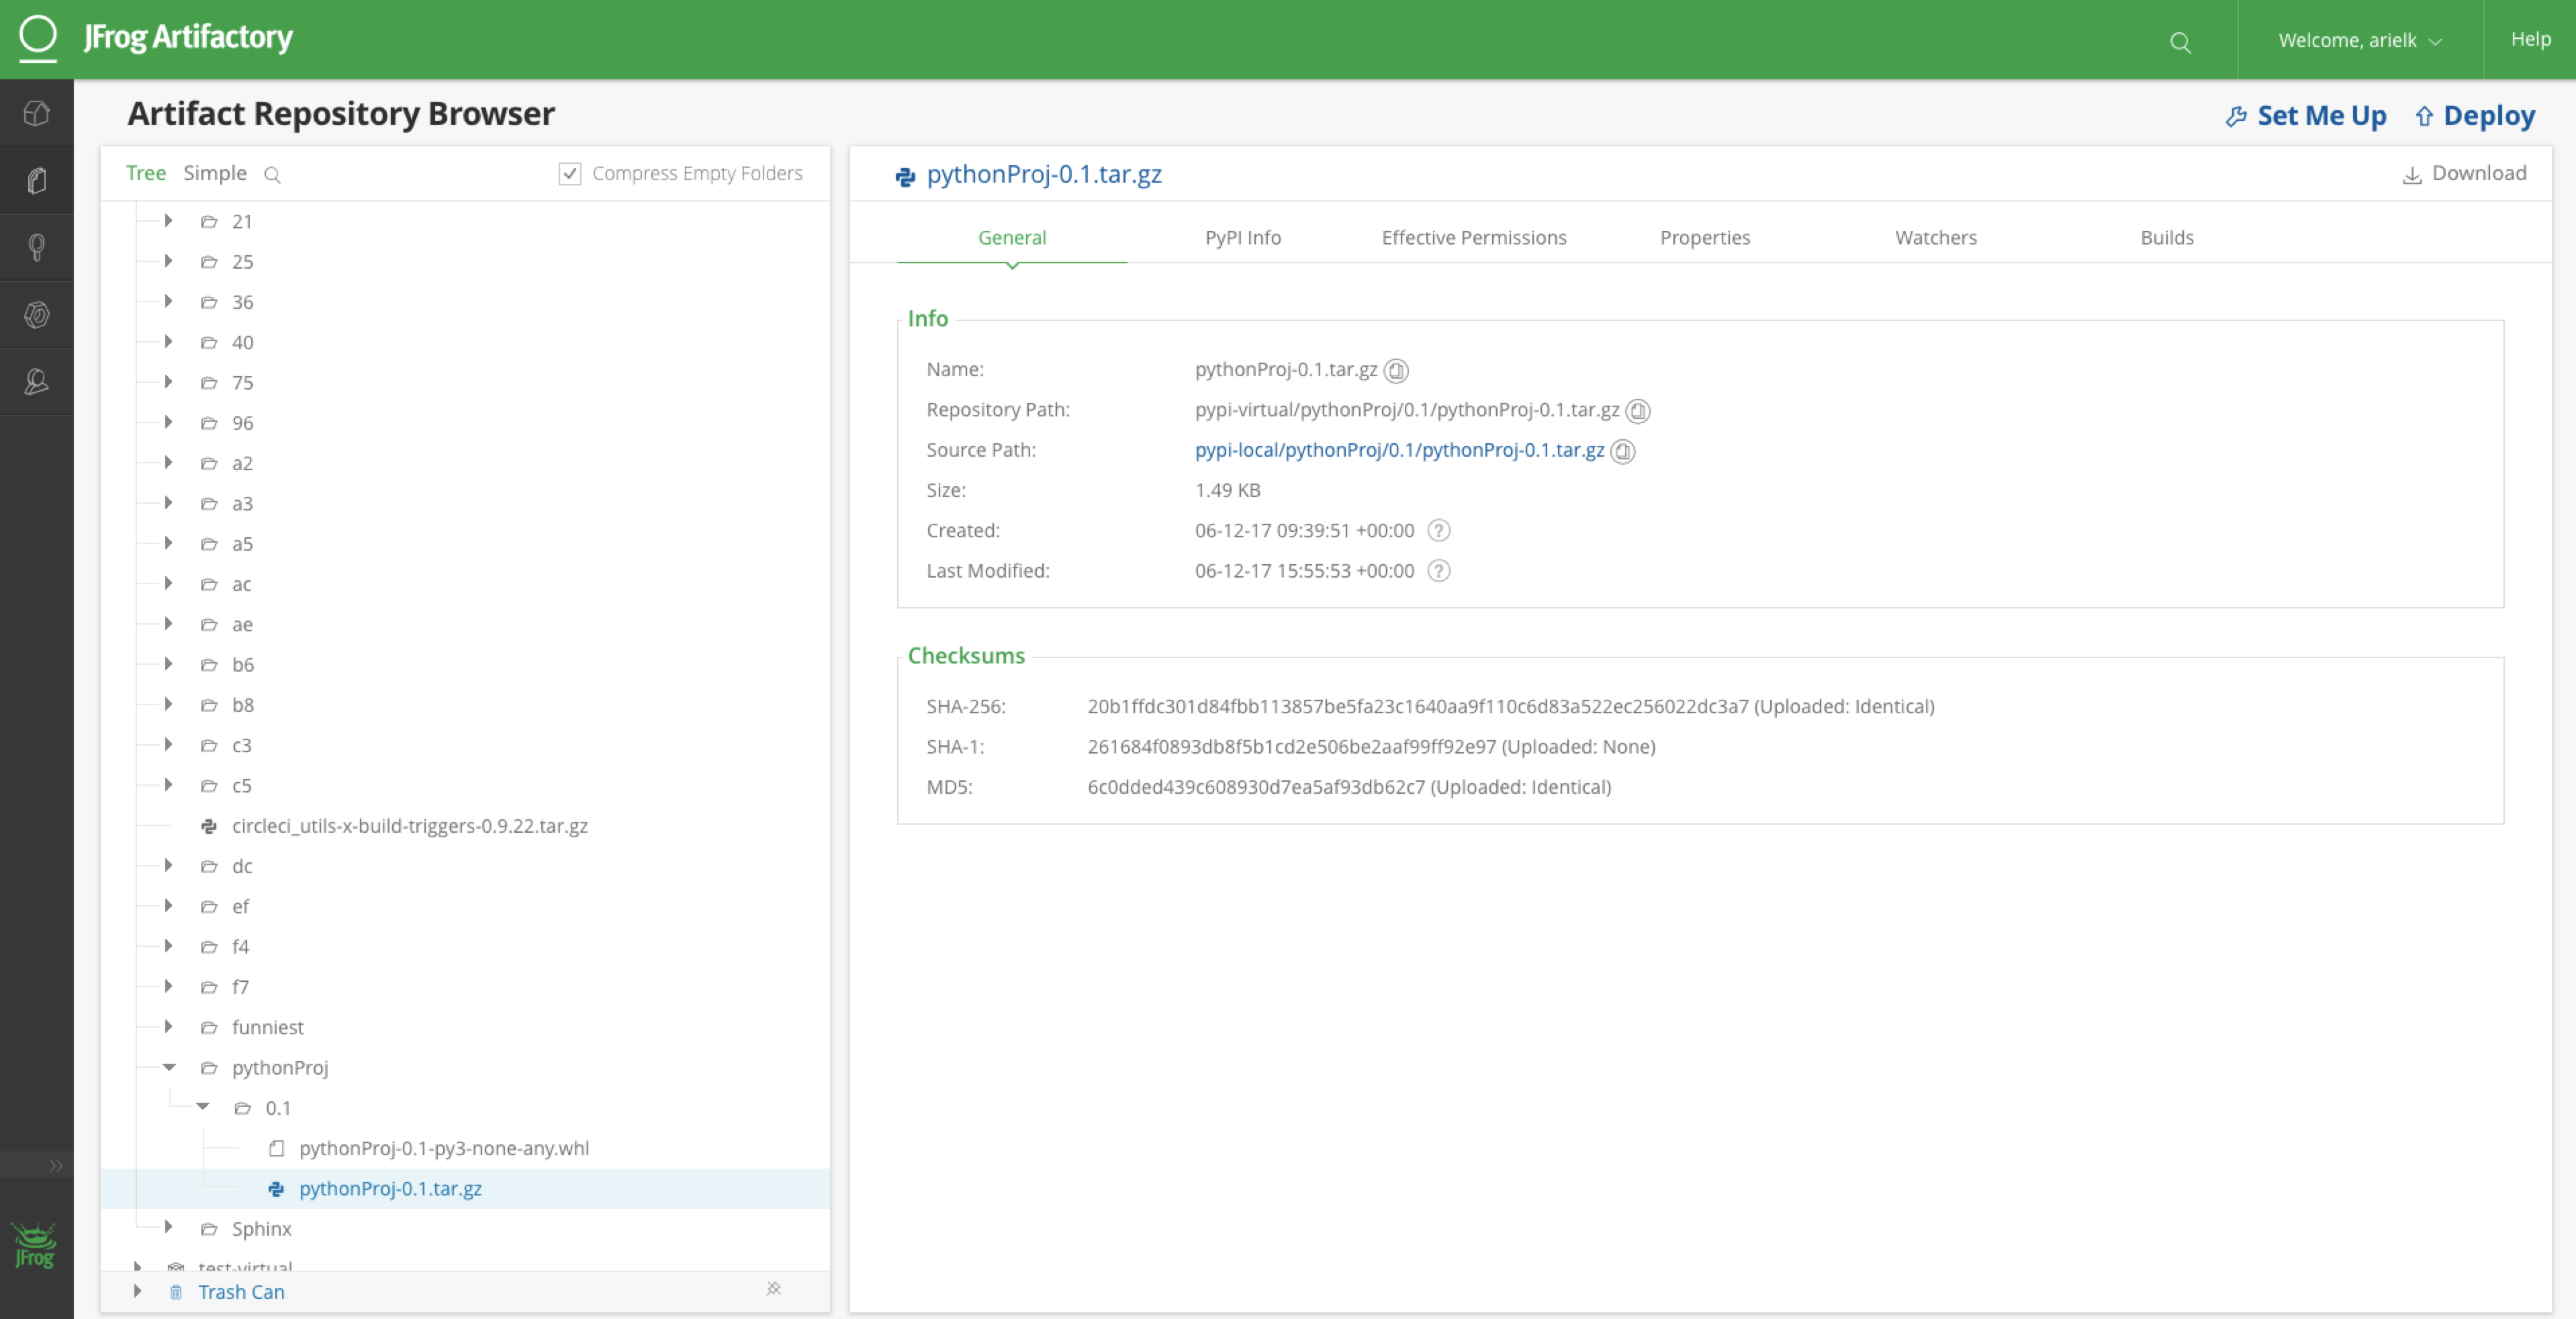 JFrog Artifactory
Welcome, arielk
Help
Artifact Repository Browser
Set Me Up
Deploy
Tree Simple
Compress Empty Folders
21
25
36
40
75
96
a2
a3
a5
ac
ae
b6
b8
c3
c5
circleci_utils-x-build-triggers-0.9.22.tar.gz
dc
ef
f4
f7
funniest
pythonProj
0.1
pythonProj-0.1-py3-none-any.whl
pythonProj-0.1.tar.gz
Sphinx
test-virtual
Trash Can
JFrog
pythonProj-0.1.tar.gz
Download
General PyPI Info Effective Permissions Properties Watchers Builds
Info
Name: pythonProj-0.1.tar.gz
Repository Path: pypi-virtual/pythonProj/0.1/pythonProj-0.1.tar.gz
Source Path: pypi-local/pythonProj/0.1/pythonProj-0.1.tar.gz
Size: 1.49 KB
Created: 06-12-17 09:39:51 +00:00 ?
Last Modified: 06-12-17 15:55:53 +00:00 ?
Checksums
SHA-256: 20b1ffdc301d84fbb113857be5fa23c1640aa9f110c6d83a522ec256022dc3a7 (Uploaded: Identical)
SHA-1: 261684f0893db8f5b1cd2e506be2aaf99ff92e97 (Uploaded: None)
MD5: 6c0dded439c608930d7ea5af93db62c7 (Uploaded: Identical)